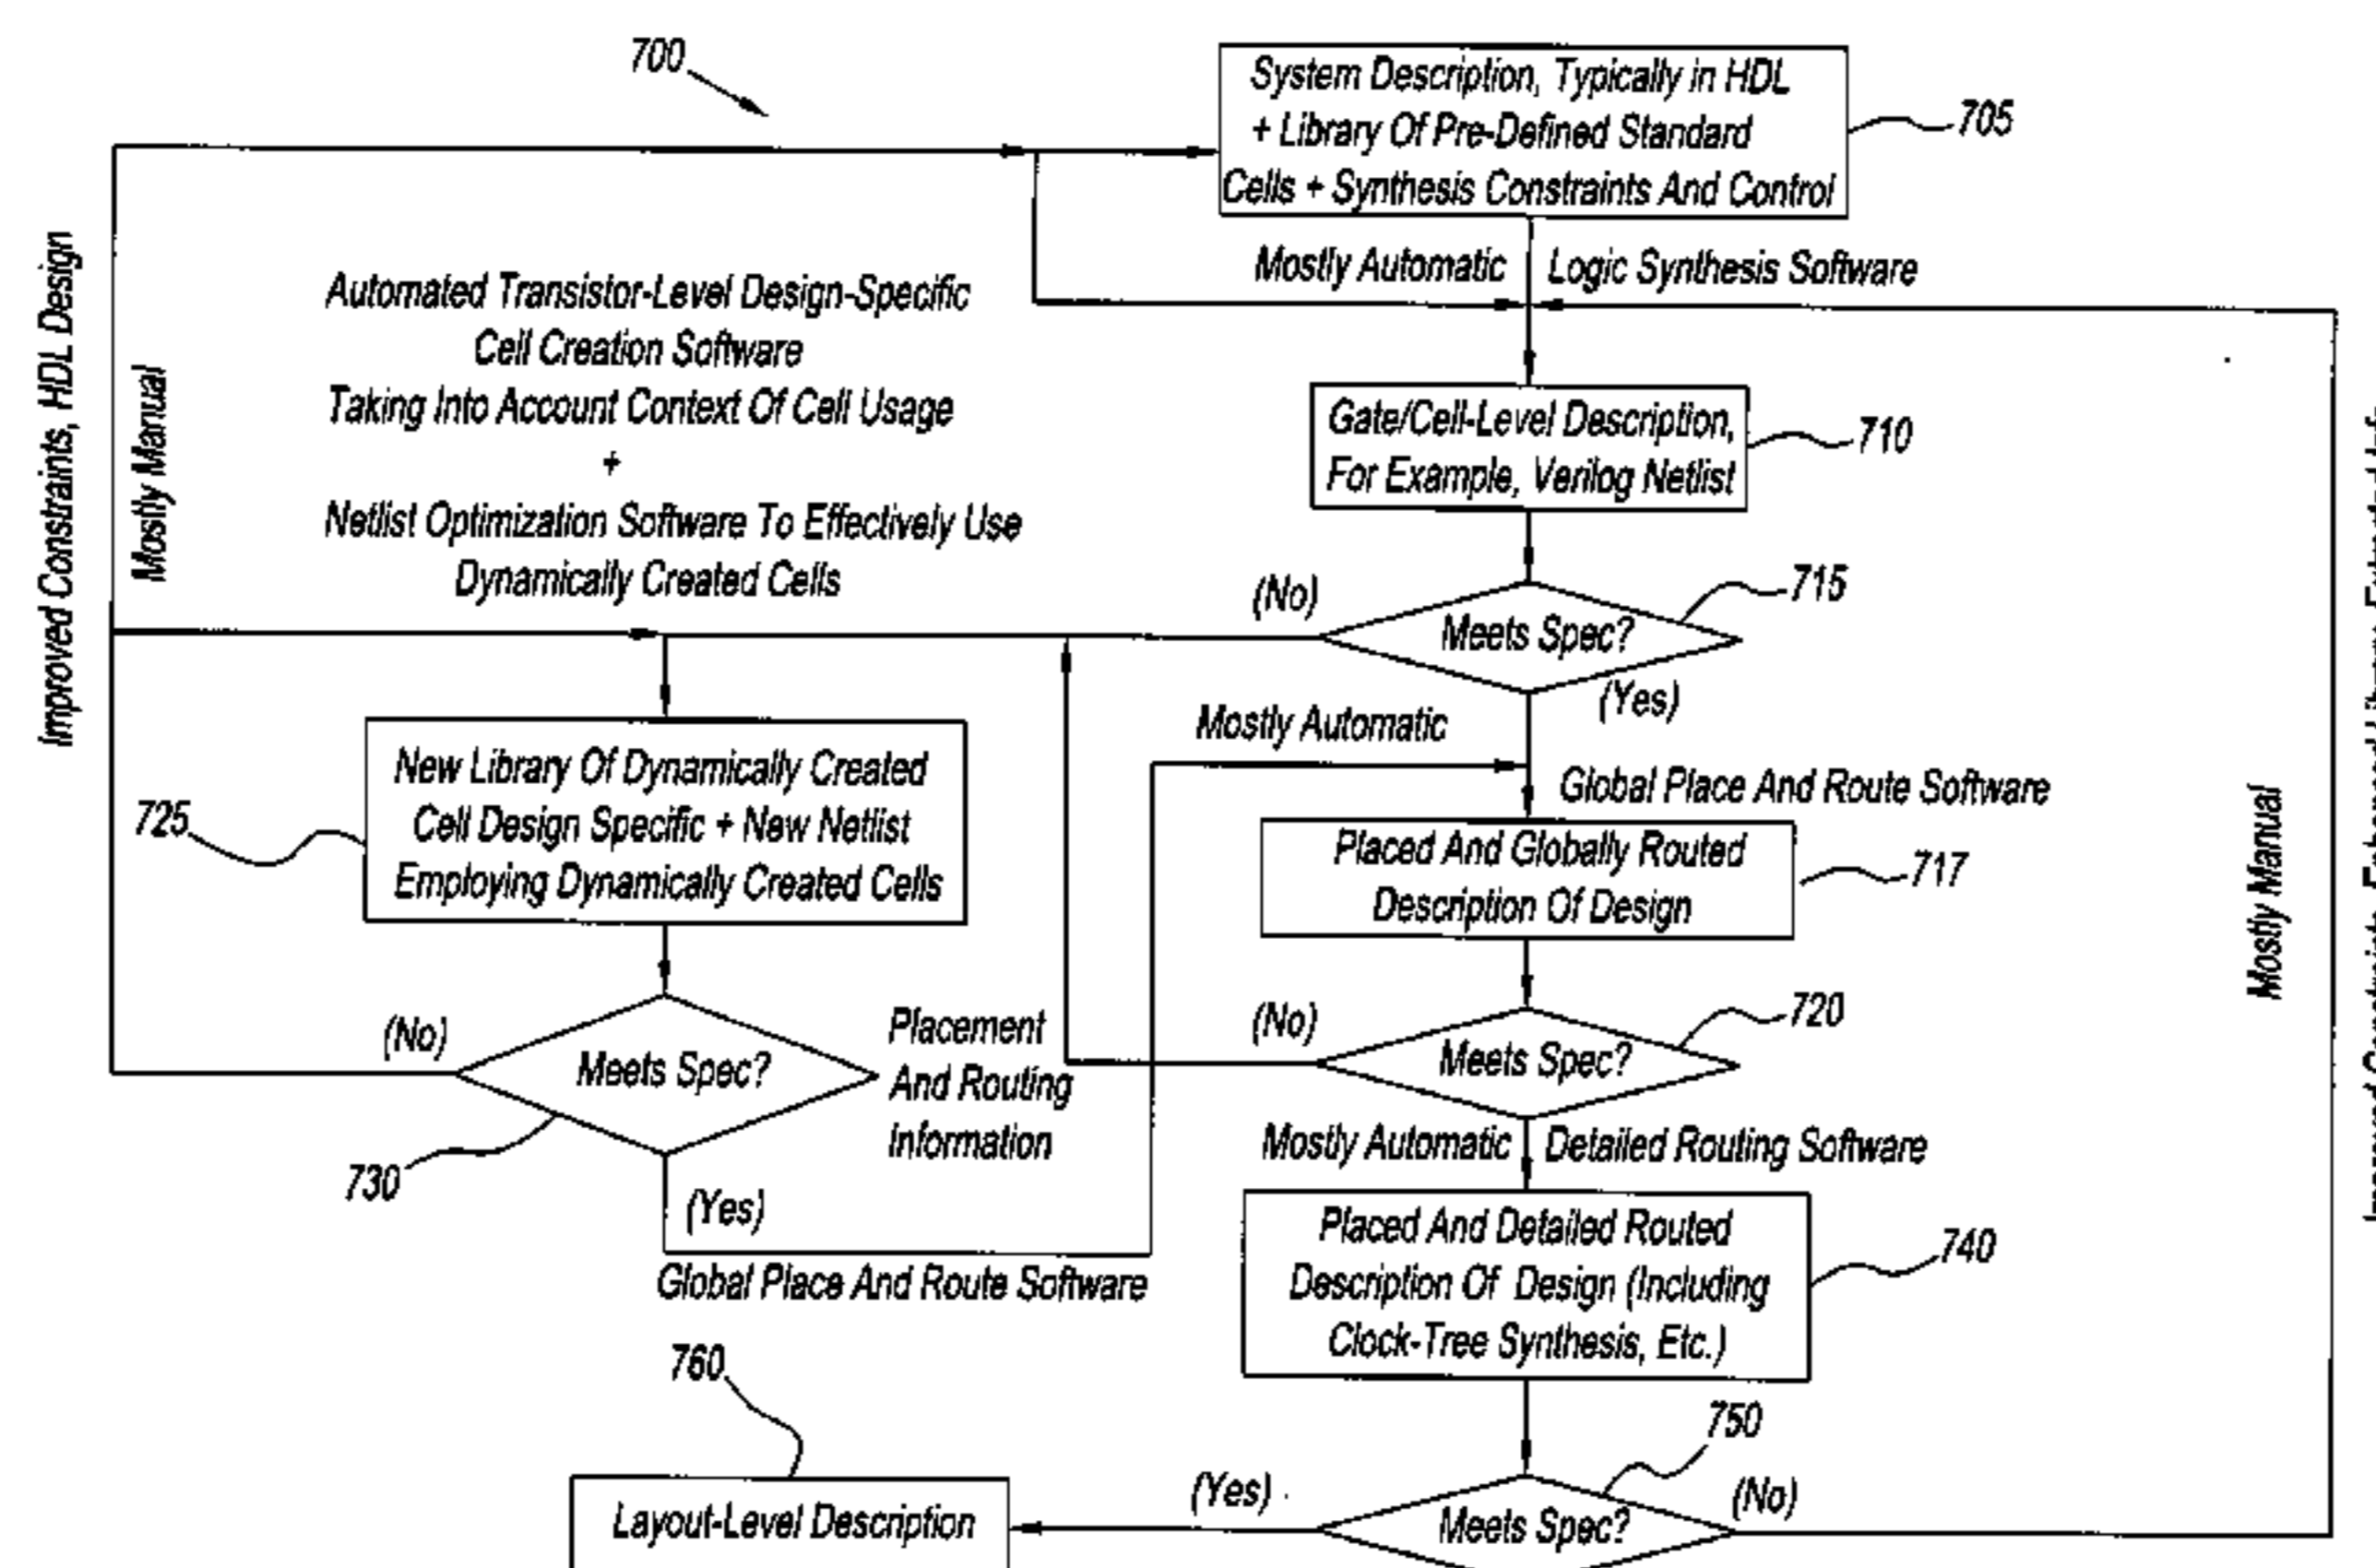 700
System Description, Typically in HDL
+ Library Of Pre-Defined Standard
Cells + Synthesis Constraints And Control
705
Mostly Automatic
Logic Synthesis Software
Improved Constraints, HDL Design
Mostly Manual
Automated Transistor-Level Design-Specific
Cell Creation Software
Taking Into Account Context Of Cell Usage
+
Netlist Optimization Software To Effectively Use
Dynamically Created Cells
Gate/Cell-Level Description,
For Example, Verilog Netlist
710
(No)
Meets Spec?
715
(Yes)
Mostly Automatic
Global Place And Route Software
New Library Of Dynamically Created
Cell Design Specific + New Netlist
Employing Dynamically Created Cells
725
Placed And Globally Routed
Description Of Design
717
Mostly Manual
(No)
Meets Spec?
730
Placement
And Routing
Information
(Yes)
Global Place And Route Software
(No)
Meets Spec?
720
Mostly Automatic
Detailed Routing Software
Placed And Detailed Routed
Description Of Design (Including
Clock-Tree Synthesis, Etc.)
740
760
Layout-Level Description
(Yes)
Meets Spec?
750
(No)